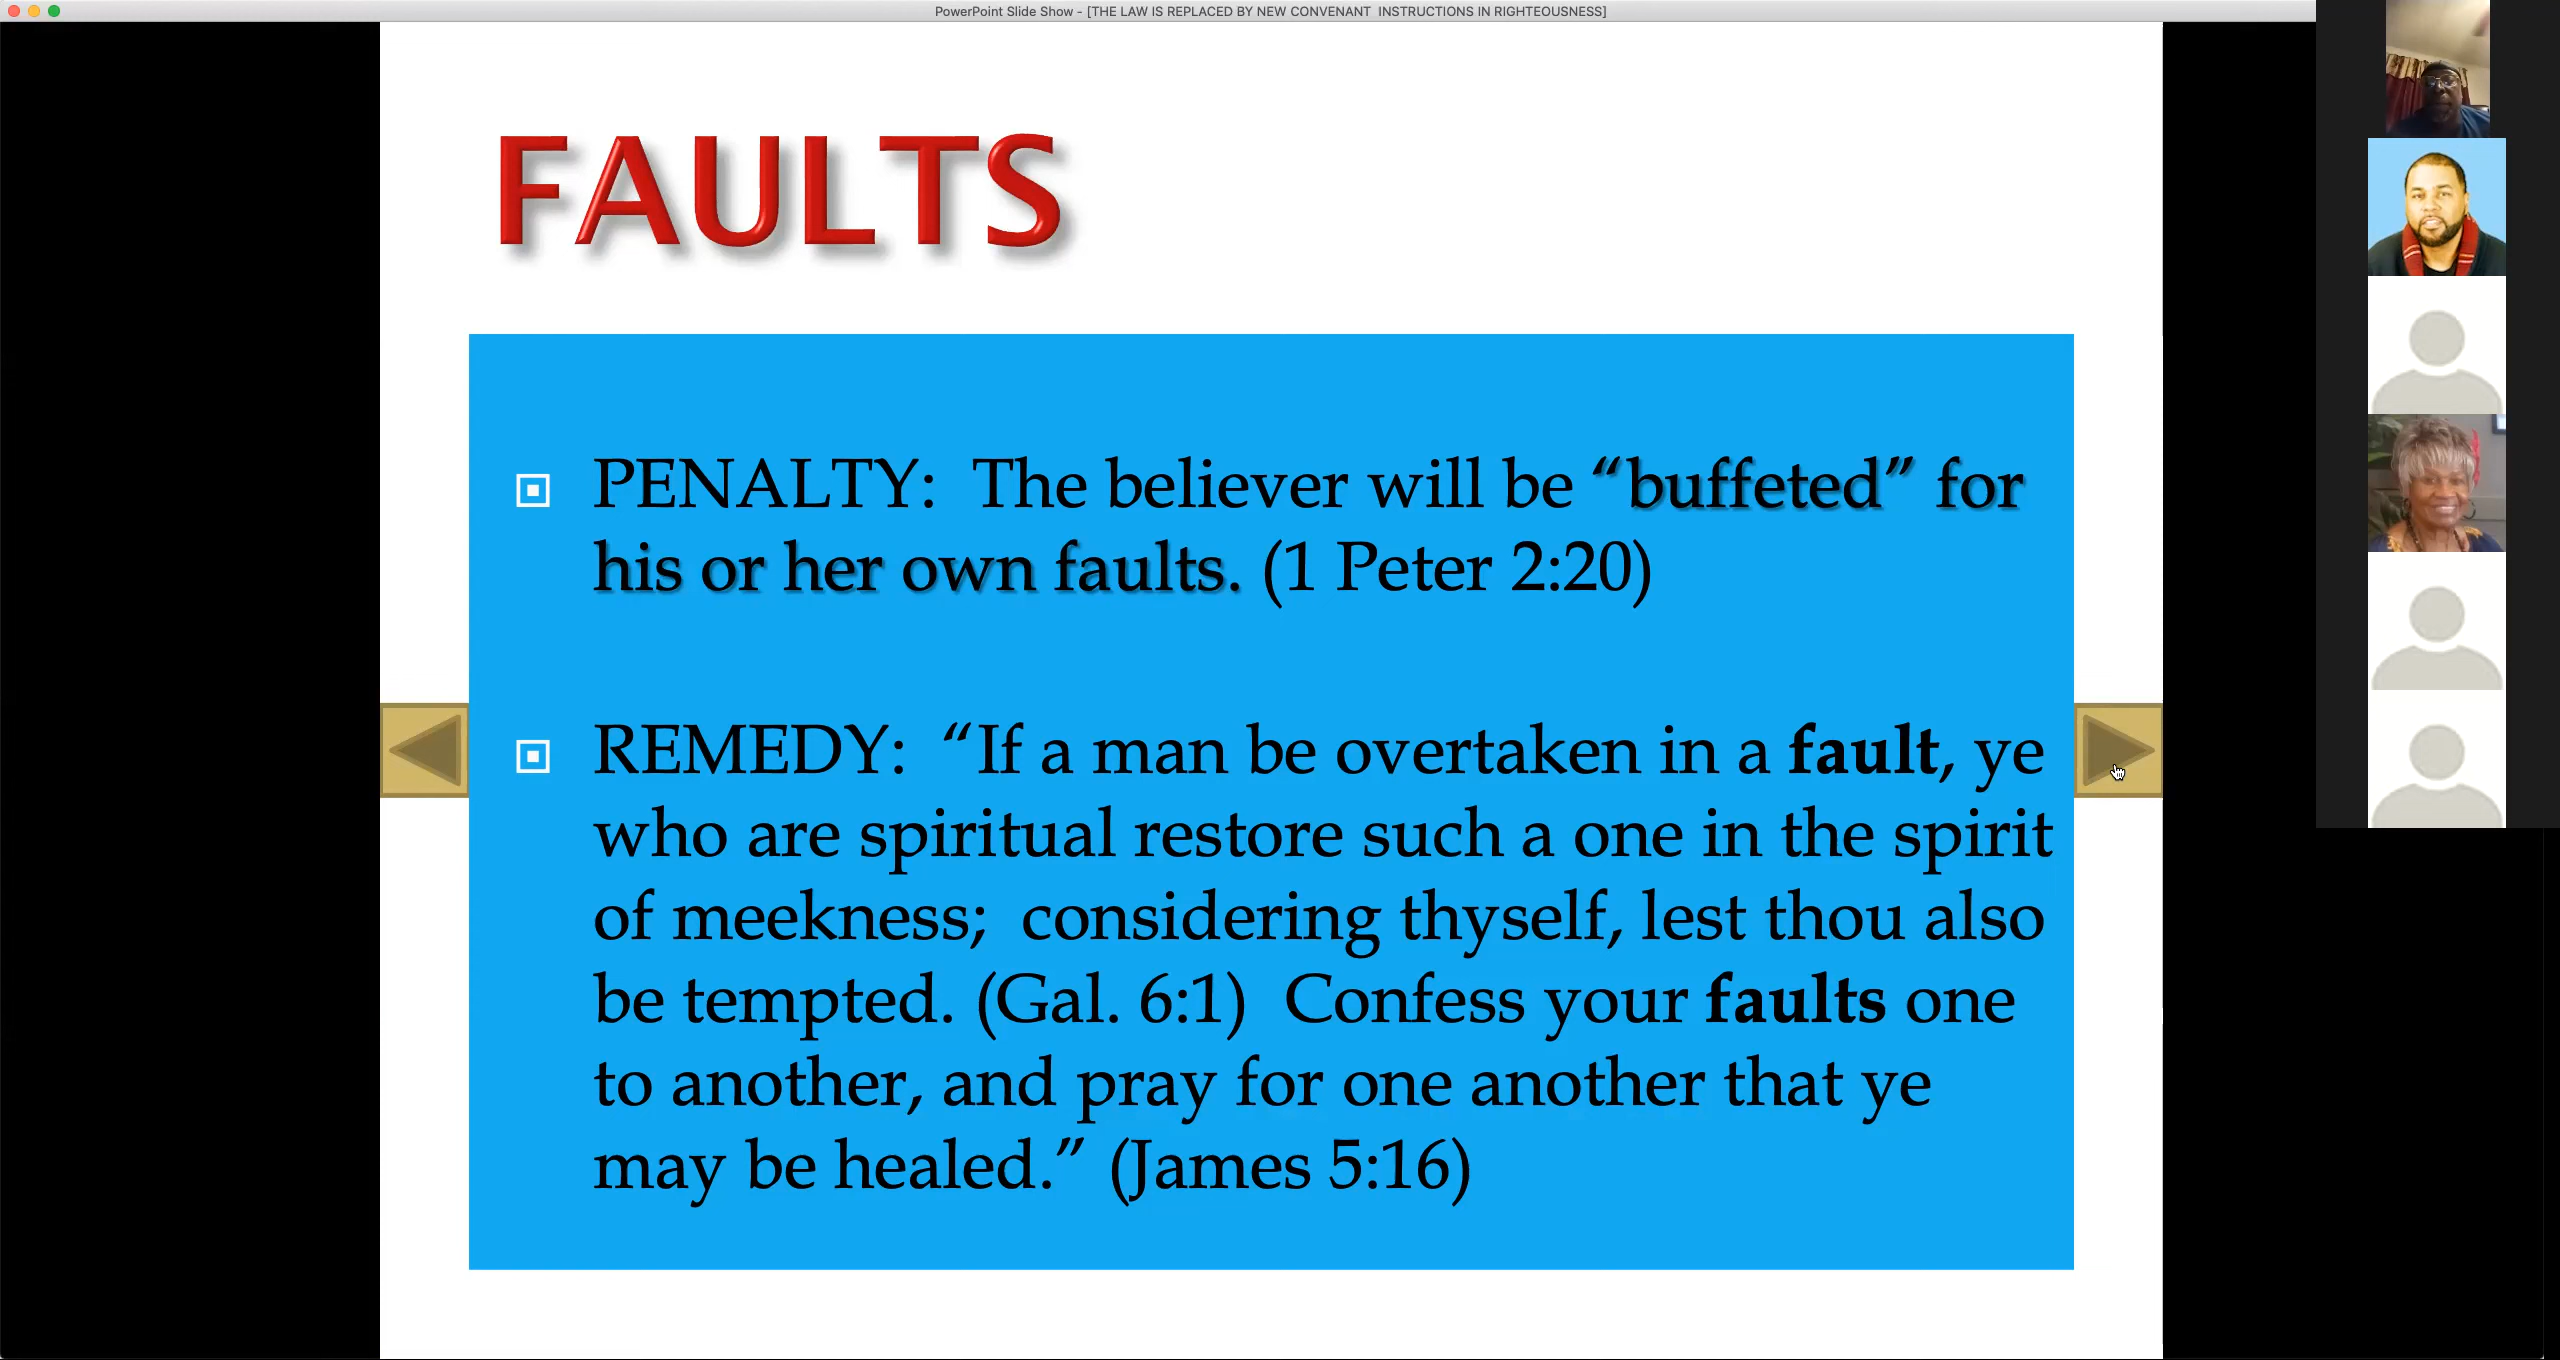 PowerPoint Slide Show - [THE LAW IS REPLACED BY NEW CONVENANT  INSTRUCTIONS IN RIGHTEOUSNESS]
FAULTS
PENALTY:  The believer will be “buffeted” for
his or her own faults. (1 Peter 2:20)
REMEDY:  “If a man be overtaken in a fault, ye
who are spiritual restore such a one in the spirit
of meekness;  considering thyself, lest thou also
be tempted. (Gal. 6:1)  Confess your faults one
to another, and pray for one another that ye
may be healed.” (James 5:16)